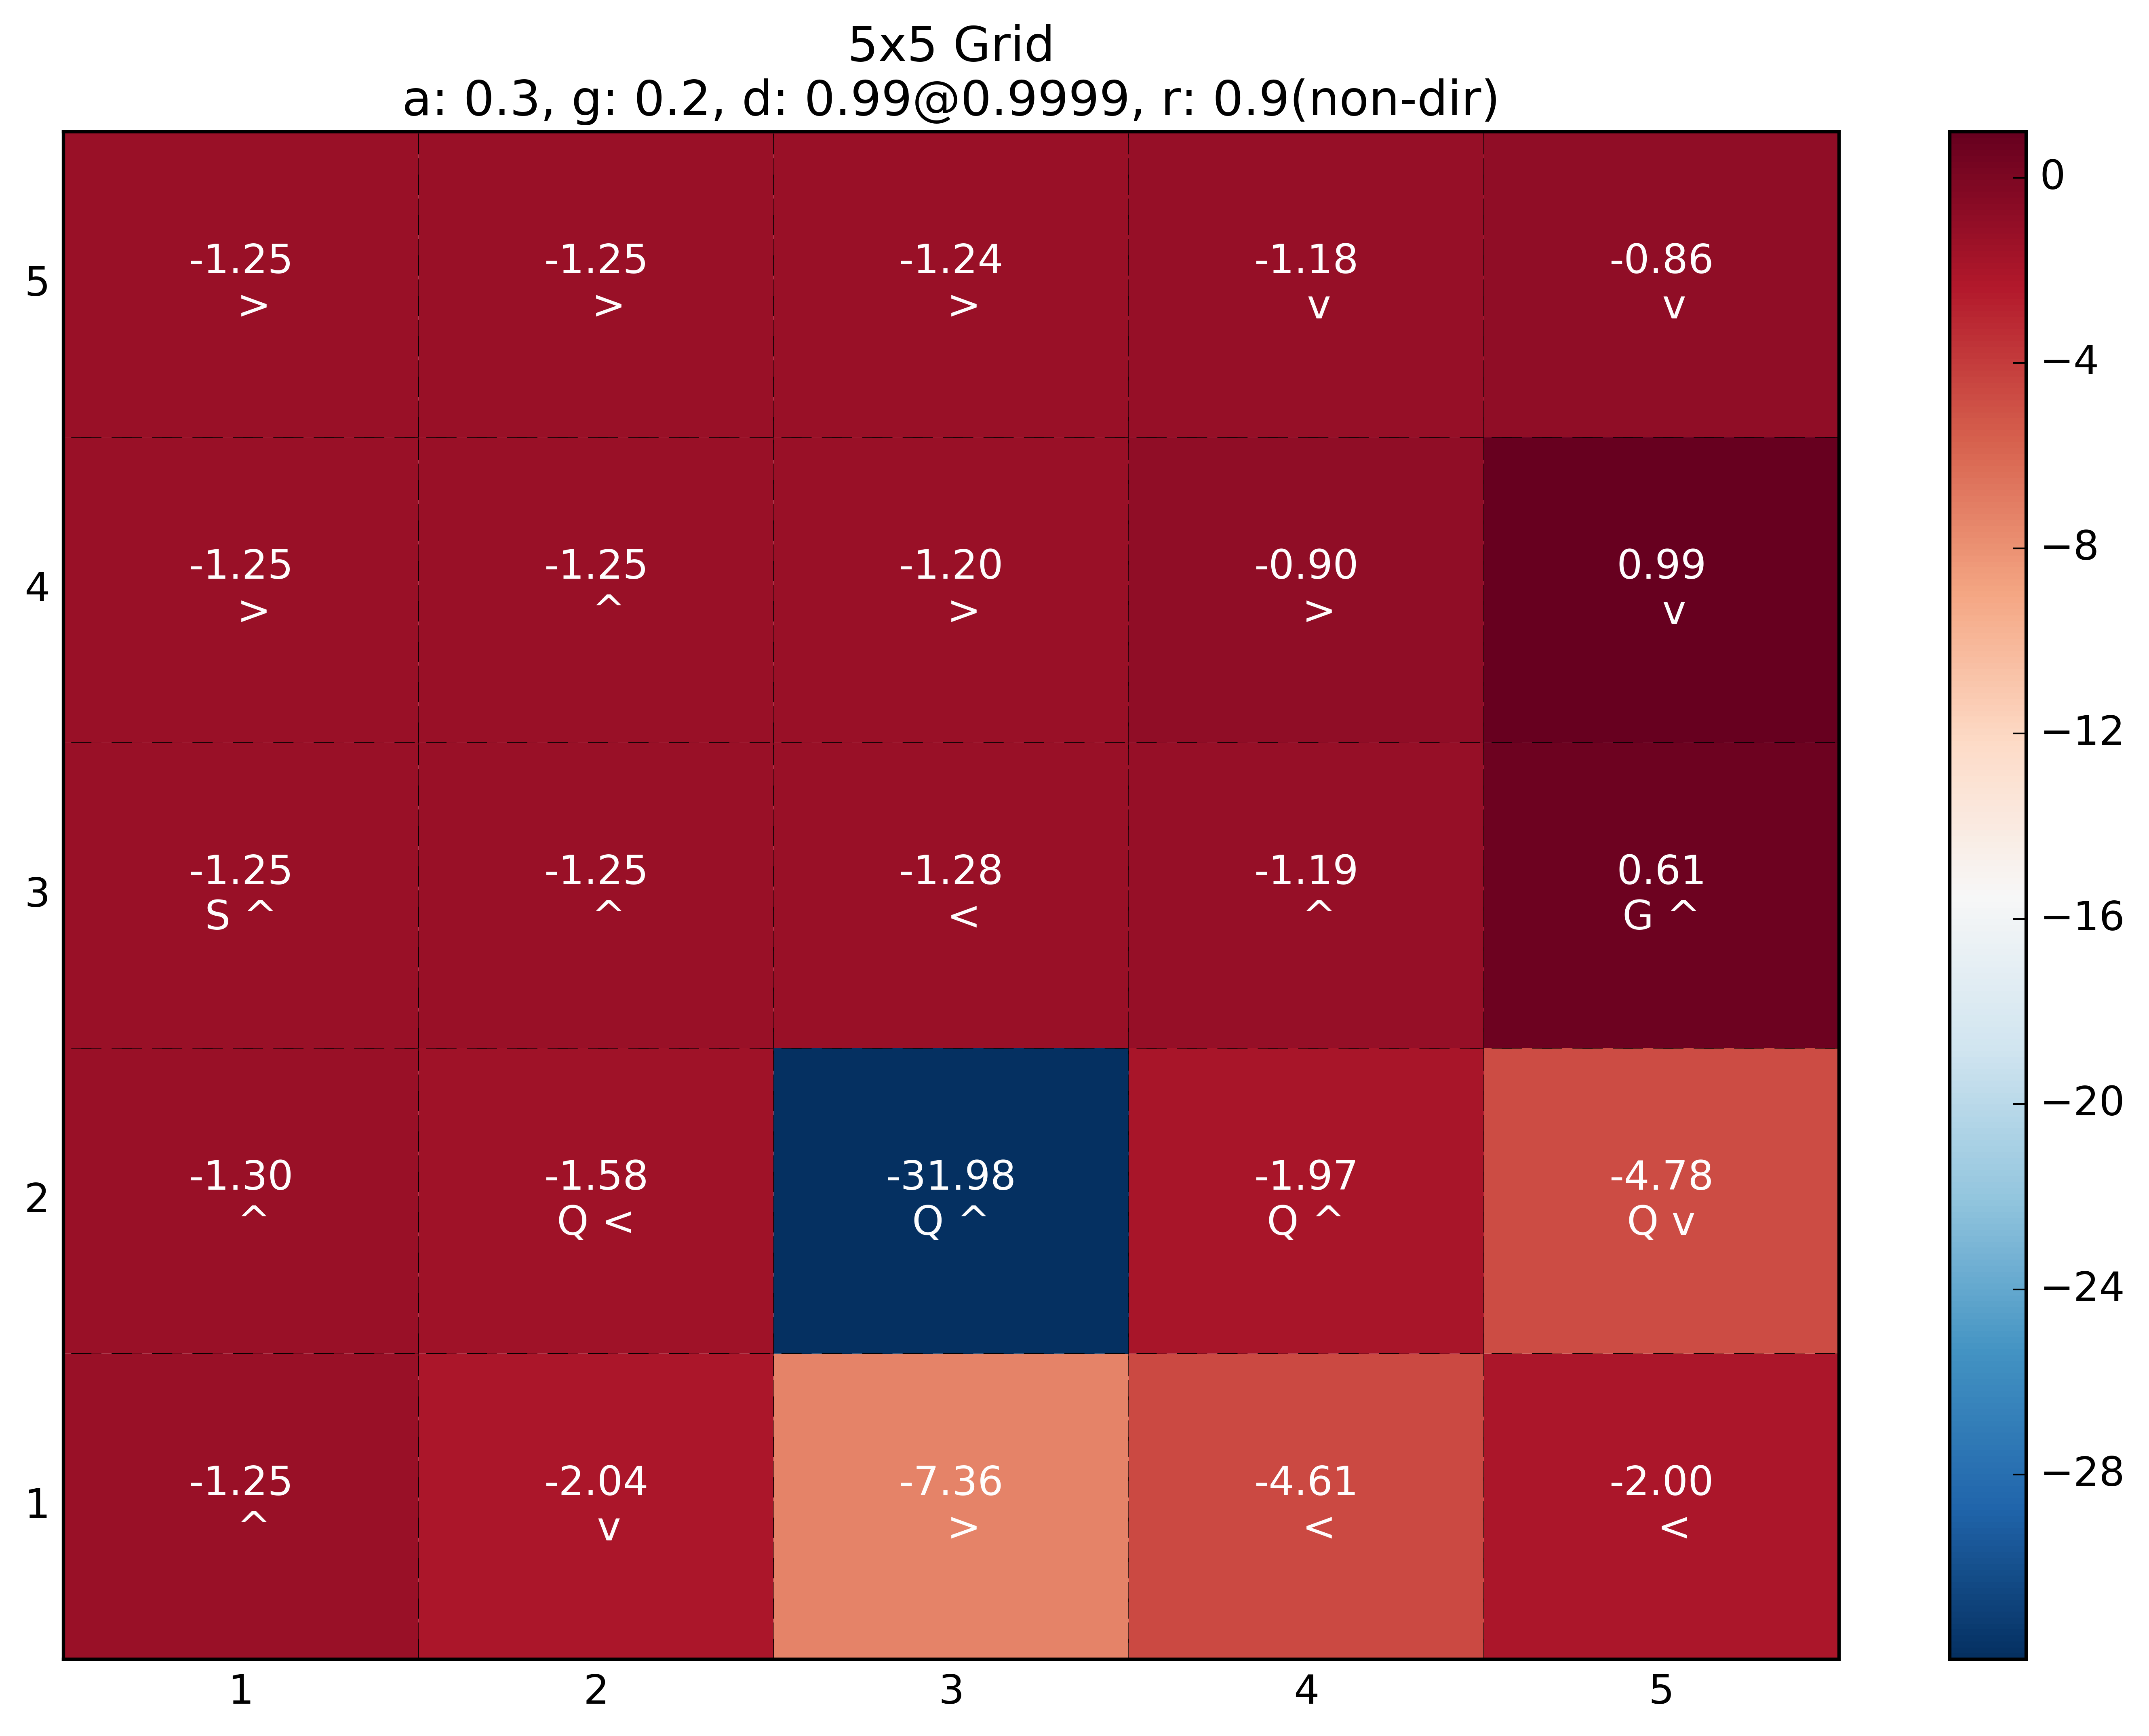 5x5 Grid
a: 0.3, g: 0.2, d: 0.99@0.9999, r: 0.9(non-dir)
5
-1.25 -1.25 -1.24 -1.18 -0.86
> > > v v
4
-1.25 -1.25 -1.20 -0.90 0.99
> ^ > > v
3
-1.25 -1.25 -1.28 -1.19 0.61
S ^ ^ < ^ G ^
2
-1.30 -1.58 -31.98 -1.97 -4.78
^ Q < Q ^ Q ^ Q v
1
-1.25 -2.04 -7.36 -4.61 -2.00
^ v > < <
1 2 3 4 5
0
−4
−8
−12
−16
−20
−24
−28